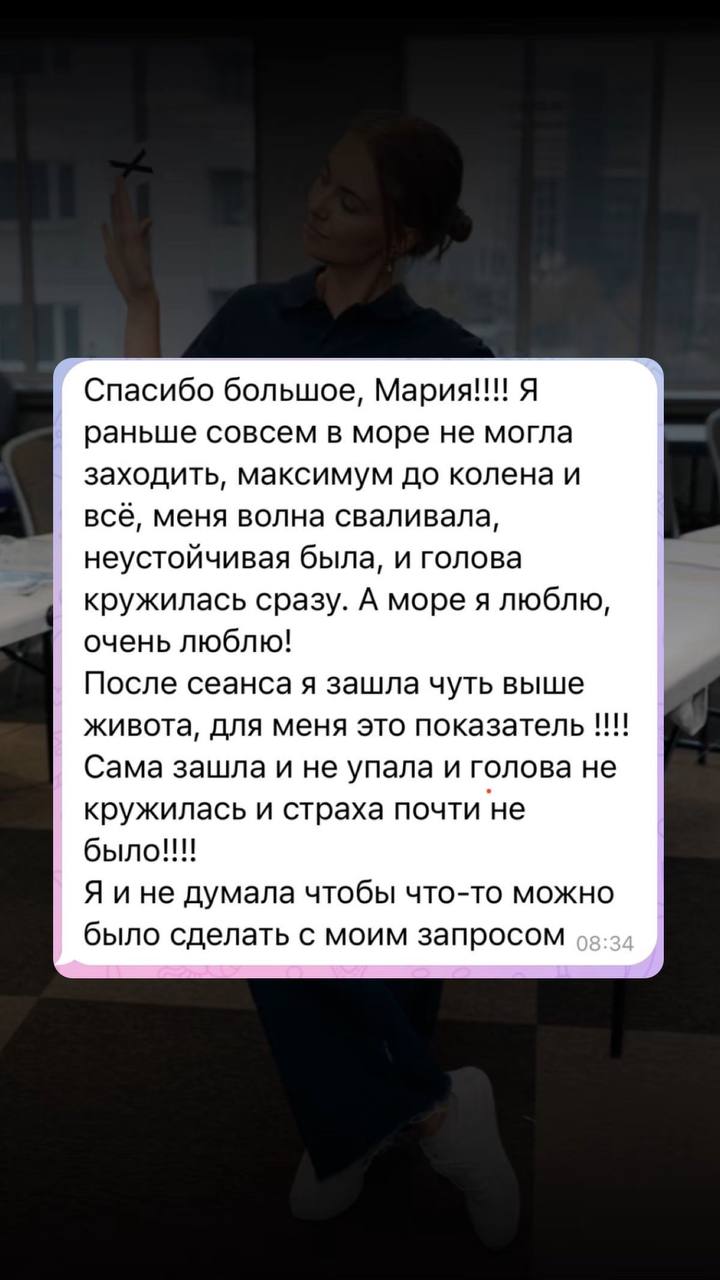 Спасибо большое, Мария!!!! Я
раньше совсем в море не могла
заходить, максимум до колена и
всё, меня волна сваливала,
неустойчивая была, и голова
кружилась сразу. А море я люблю,
очень люблю!
После сеанса я зашла чуть выше
живота, для меня это показатель !!!!
Сама зашла и не упала и голова не
кружилась и страха почти не
было!!!!
Я и не думала чтобы что-то можно
было сделать с моим запросом 08:34